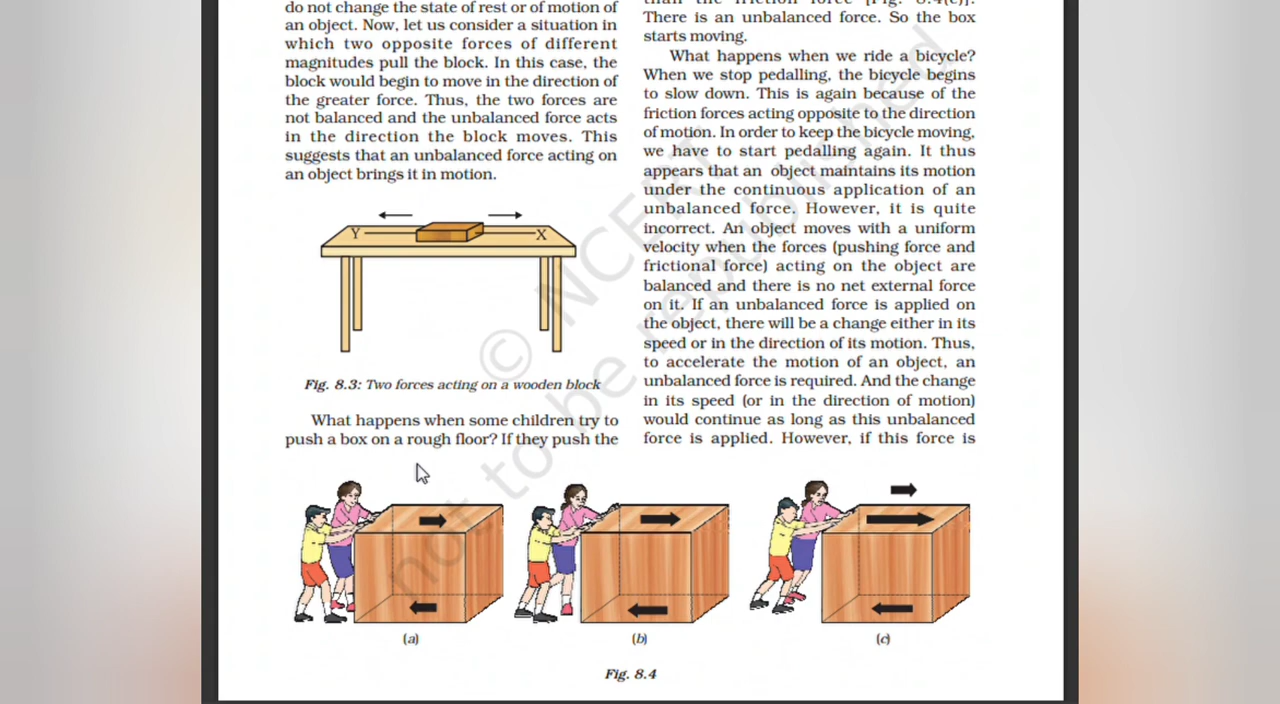 do not change the state of rest or of motion of
an object. Now, let us consider a situation in
which two opposite forces of different
magnitudes pull the block. In this case, the
block would begin to move in the direction of
the greater force. Thus, the two forces are
not balanced and the unbalanced force acts
in the direction the block moves. This
suggests that an unbalanced force acting on
an object brings it in motion.
Y
X
Fig. 8.3: Two forces acting on a wooden block
What happens when some children try to
push a box on a rough floor? If they push the
than the friction force [Fig. 8.4(c)].
There is an unbalanced force. So the box
starts moving.
What happens when we ride a bicycle?
When we stop pedalling, the bicycle begins
to slow down. This is again because of the
friction forces acting opposite to the direction
of motion. In order to keep the bicycle moving,
we have to start pedalling again. It thus
appears that an object maintains its motion
under the continuous application of an
unbalanced force. However, it is quite
incorrect. An object moves with a uniform
velocity when the forces (pushing force and
frictional force) acting on the object are
balanced and there is no net external force
on it. If an unbalanced force is applied on
the object, there will be a change either in its
speed or in the direction of its motion. Thus,
to accelerate the motion of an object, an
unbalanced force is required. And the change
in its speed (or in the direction of motion)
would continue as long as this unbalanced
force is applied. However, if this force is
(a)
(b)
(c)
Fig. 8.4
© NCERT
not to be republished